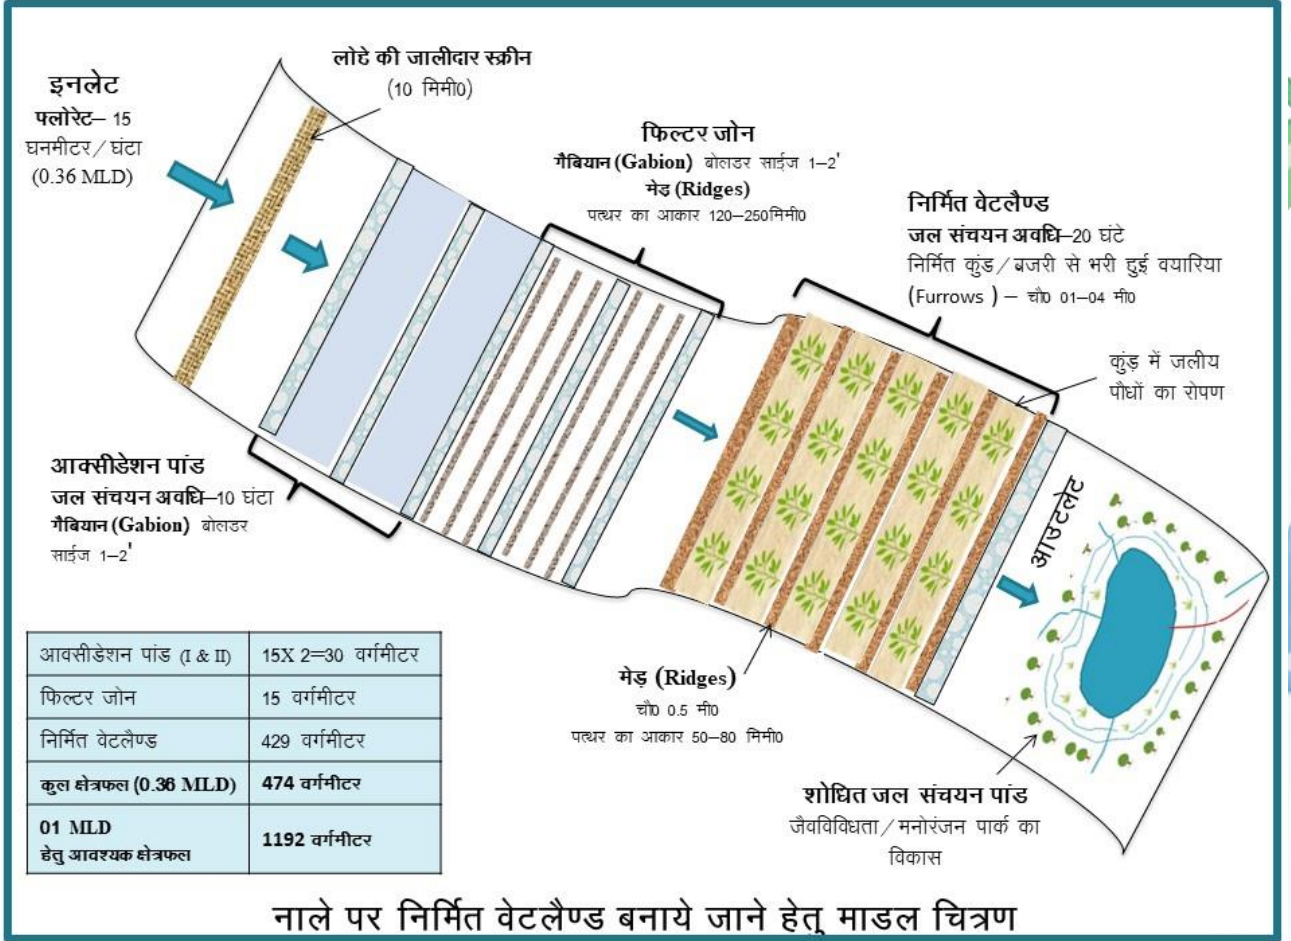 इनलेट
फ्लोरेट– 15
घनमीटर/घंटा
(0.36 MLD)
लोहे की जालीदार स्क्रीन
(10 मिमी0)
फिल्टर जोन
गैबियान (Gabion) बोलडर साईज 1–2'
मेड़ (Ridges)
पत्थर का आकार 120–250मिमी0
निर्मित वेटलैण्ड
जल संचयन अवधि–20 घंटे
निर्मित कुंड/बजरी से भरी हुई क्यारिया
(Furrows ) – चौ0 01–04 मी0
कुंड़ में जलीय
पौधों का रोपण
आक्सीडेशन पांड
जल संचयन अवधि–10 घंटा
गैबियान (Gabion) बोलडर
साईज 1–2'
आउटलेट
मेड़ (Ridges)
चौ0 0.5 मी0
पत्थर का आकार 50–80 मिमी0
शोधित जल संचयन पांड
जैवविविधता/मनोरंजन पार्क का
विकास
आक्सीडेशन पांड (I & II) 15X 2=30 वर्गमीटर
फिल्टर जोन 15 वर्गमीटर
निर्मित वेटलैण्ड 429 वर्गमीटर
कुल क्षेत्रफल (0.36 MLD) 474 वर्गमीटर
01 MLD
हेतु आवश्यक क्षेत्रफल 1192 वर्गमीटर
नाले पर निर्मित वेटलैण्ड बनाये जाने हेतु माडल चित्रण